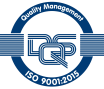 Quality Management
DQS
ISO 9001:2015